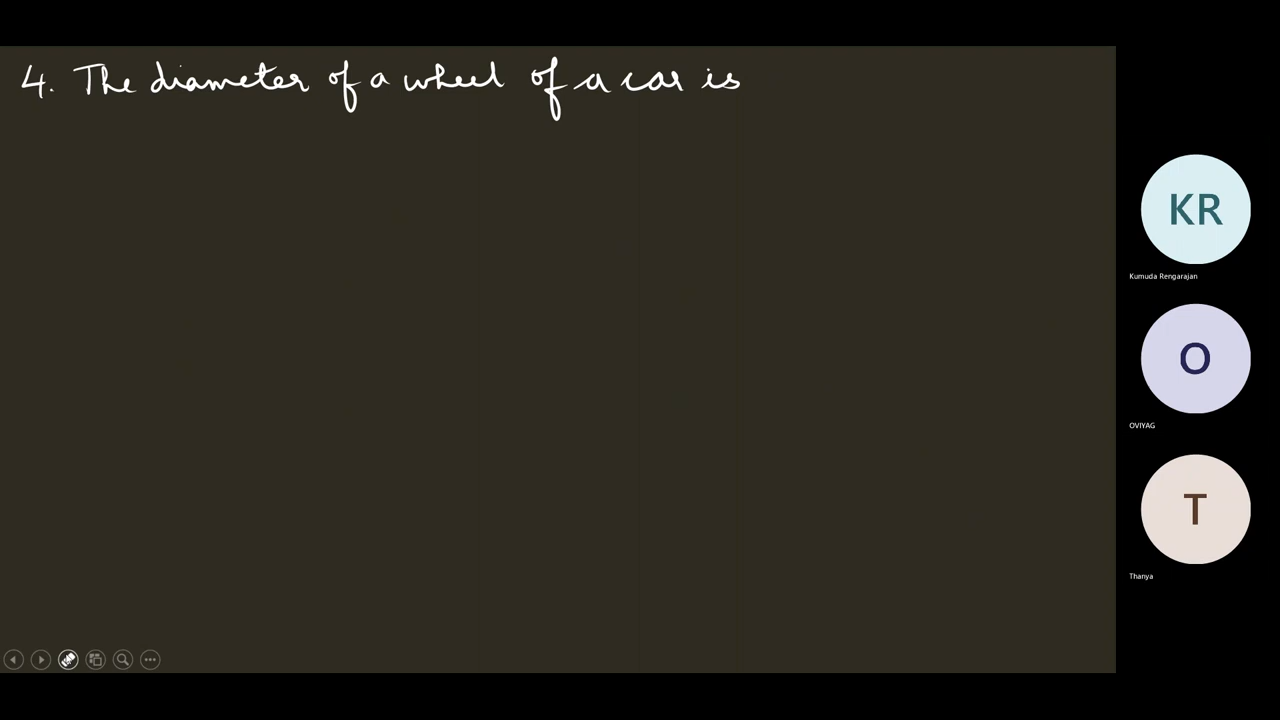 4. The diameter of a wheel of a car is
KR
Kumuda Rengarajan
O
OVIYAG
T
Thanya